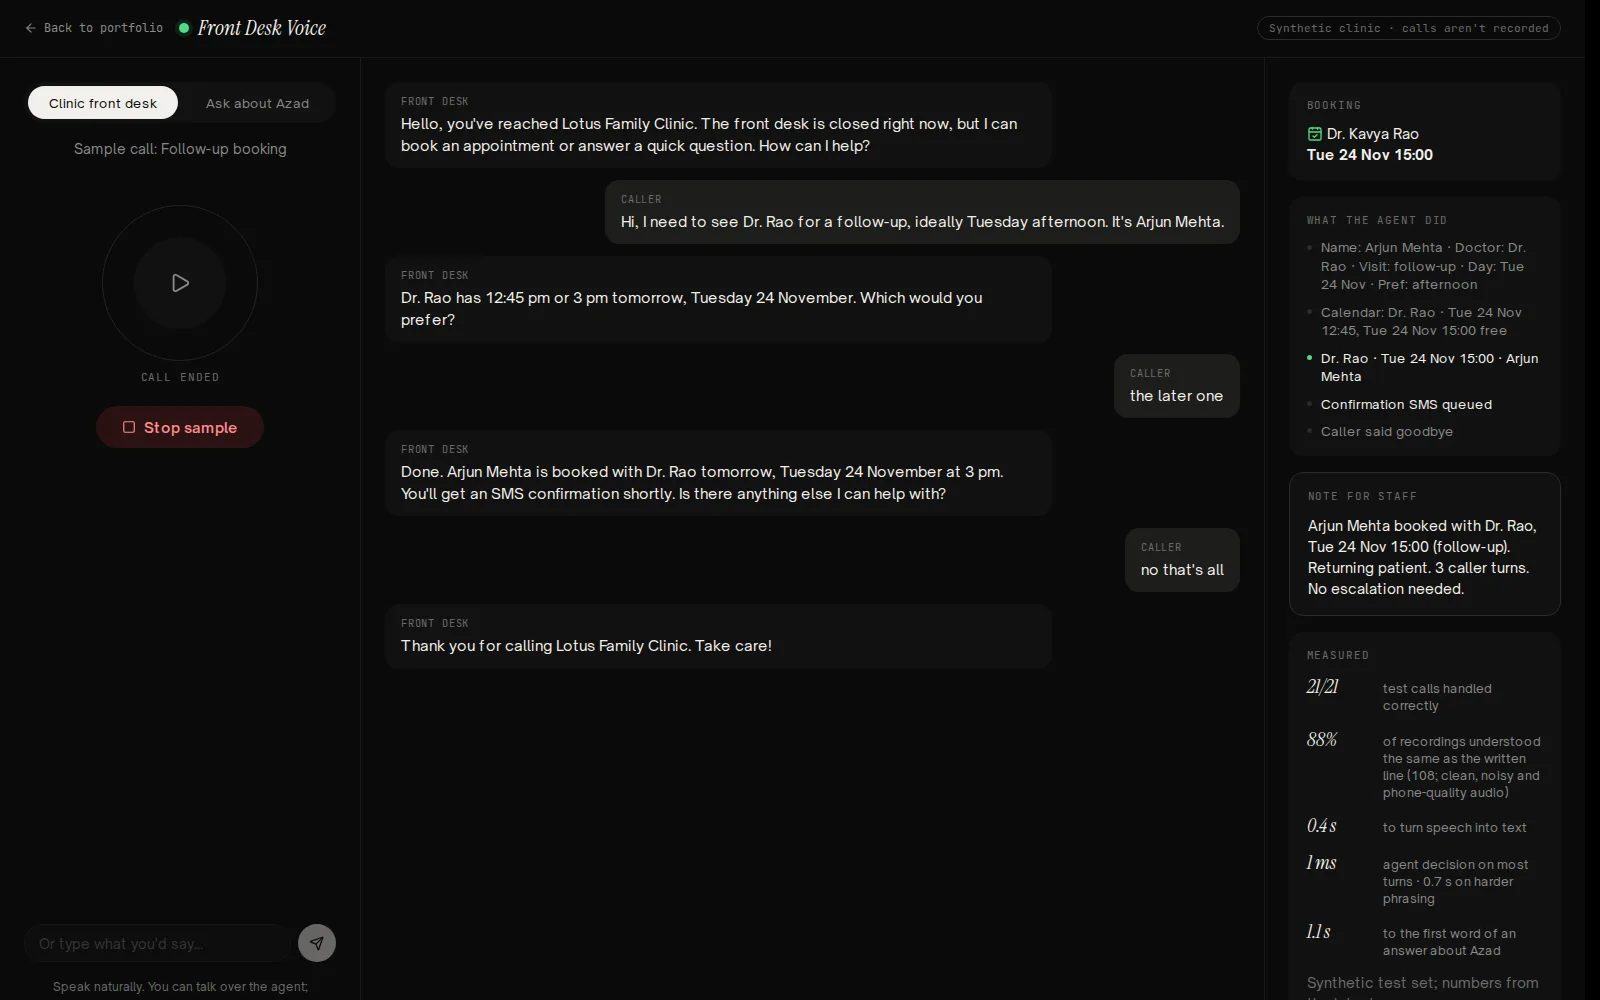 Back to portfolio
Front Desk Voice
Synthetic clinic · calls aren't recorded
Clinic front desk
Ask about Azad
Sample call: Follow-up booking
CALL ENDED
Stop sample
Or type what you'd say...
Speak naturally. You can talk over the agent;
FRONT DESK
Hello, you've reached Lotus Family Clinic. The front desk is closed right now, but I can
book an appointment or answer a quick question. How can I help?
CALLER
Hi, I need to see Dr. Rao for a follow-up, ideally Tuesday afternoon. It's Arjun Mehta.
FRONT DESK
Dr. Rao has 12:45 pm or 3 pm tomorrow, Tuesday 24 November. Which would you
prefer?
CALLER
the later one
FRONT DESK
Done. Arjun Mehta is booked with Dr. Rao tomorrow, Tuesday 24 November at 3 pm.
You'll get an SMS confirmation shortly. Is there anything else I can help with?
CALLER
no that's all
FRONT DESK
Thank you for calling Lotus Family Clinic. Take care!
BOOKING
Dr. Kavya Rao
Tue 24 Nov 15:00
WHAT THE AGENT DID
Name: Arjun Mehta · Doctor: Dr.
Rao · Visit: follow-up · Day: Tue
24 Nov · Pref: afternoon
Calendar: Dr. Rao · Tue 24 Nov
12:45, Tue 24 Nov 15:00 free
Dr. Rao · Tue 24 Nov 15:00 · Arjun
Mehta
Confirmation SMS queued
Caller said goodbye
NOTE FOR STAFF
Arjun Mehta booked with Dr. Rao,
Tue 24 Nov 15:00 (follow-up).
Returning patient. 3 caller turns.
No escalation needed.
MEASURED
21/21
test calls handled
correctly
88%
of recordings understood
the same as the written
line (108; clean, noisy and
phone-quality audio)
0.4 s
to turn speech into text
1 ms
agent decision on most
turns · 0.7 s on harder
phrasing
1.1 s
to the first word of an
answer about Azad
Synthetic test set; numbers from